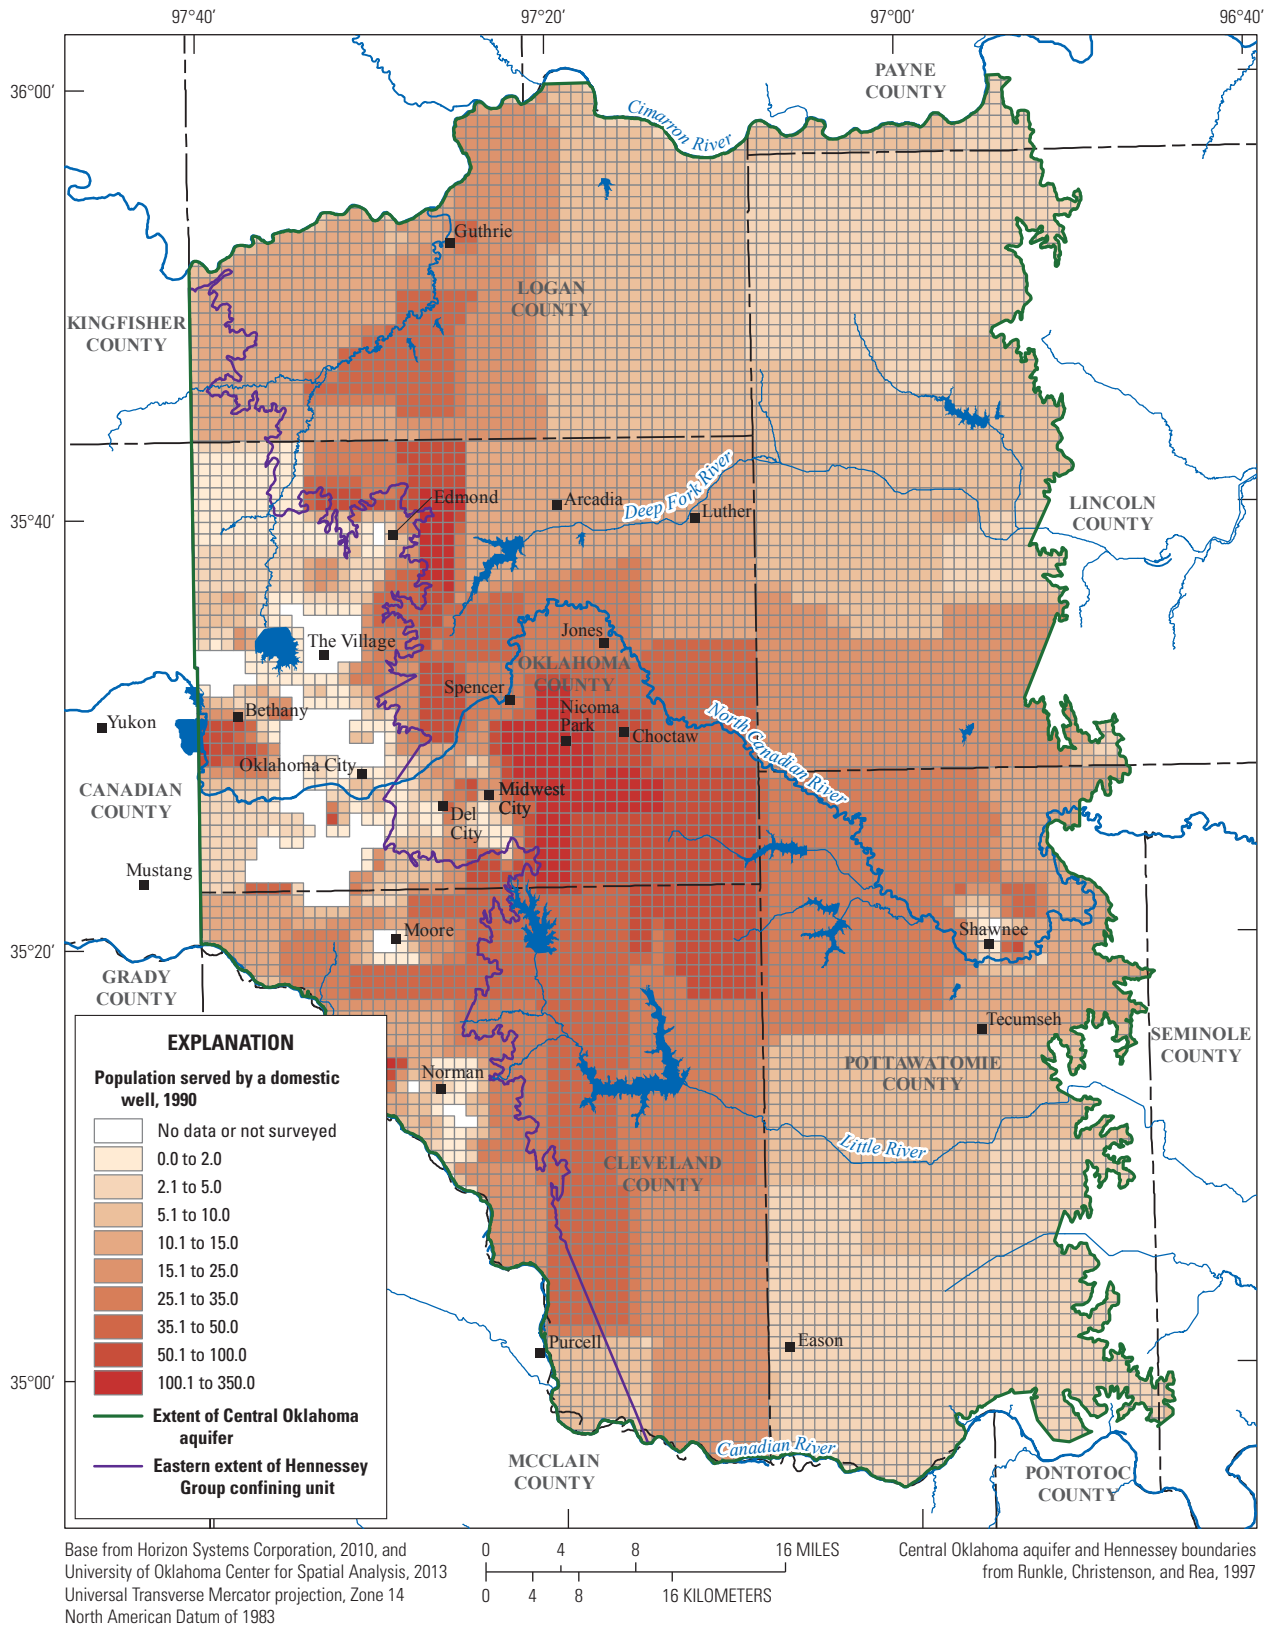 97°40′
97°20′
97°00′
96°40′
36°00′
35°40′
35°20′
35°00′
PAYNE
COUNTY
Cimarron River
Guthrie
LOGAN
COUNTY
KINGFISHER
COUNTY
Edmond
Arcadia
Deep Fork River
Luther
LINCOLN
COUNTY
The Village
Jones
OKLAHOMA
COUNTY
Spencer
Nicoma
Park
Choctaw
North Canadian River
Yukon
Bethany
Oklahoma City
CANADIAN
COUNTY
Midwest
City
Del
City
Mustang
Moore
Shawnee
GRADY
COUNTY
Tecumseh
SEMINOLE
COUNTY
POTTAWATOMIE
COUNTY
Norman
Little River
CLEVELAND
COUNTY
Purcell
Eason
Canadian River
MCCLAIN
COUNTY
PONTOTOC
COUNTY
EXPLANATION
Population served by a domestic
well, 1990
No data or not surveyed
0.0 to 2.0
2.1 to 5.0
5.1 to 10.0
10.1 to 15.0
15.1 to 25.0
25.1 to 35.0
35.1 to 50.0
50.1 to 100.0
100.1 to 350.0
Extent of Central Oklahoma
aquifer
Eastern extent of Hennessey
Group confining unit
Base from Horizon Systems Corporation, 2010, and
University of Oklahoma Center for Spatial Analysis, 2013
Universal Transverse Mercator projection, Zone 14
North American Datum of 1983
0 4 8 16 MILES
0 4 8 16 KILOMETERS
Central Oklahoma aquifer and Hennessey boundaries
from Runkle, Christenson, and Rea, 1997